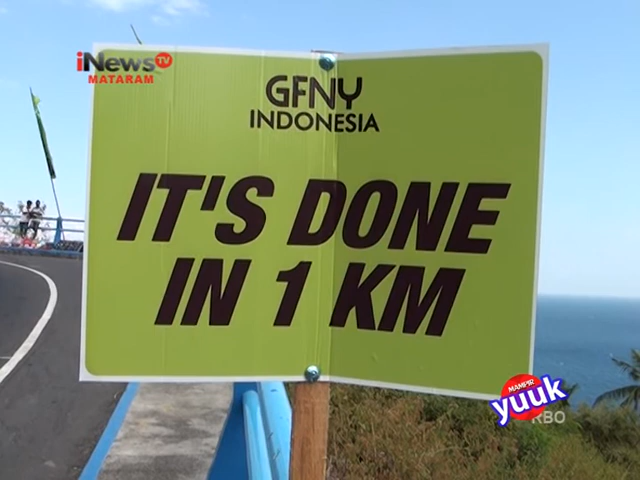 iNews TV
MATARAM
GFNY
INDONESIA
IT'S DONE
IN 1 KM
MAMPIR
yuuk
RBO